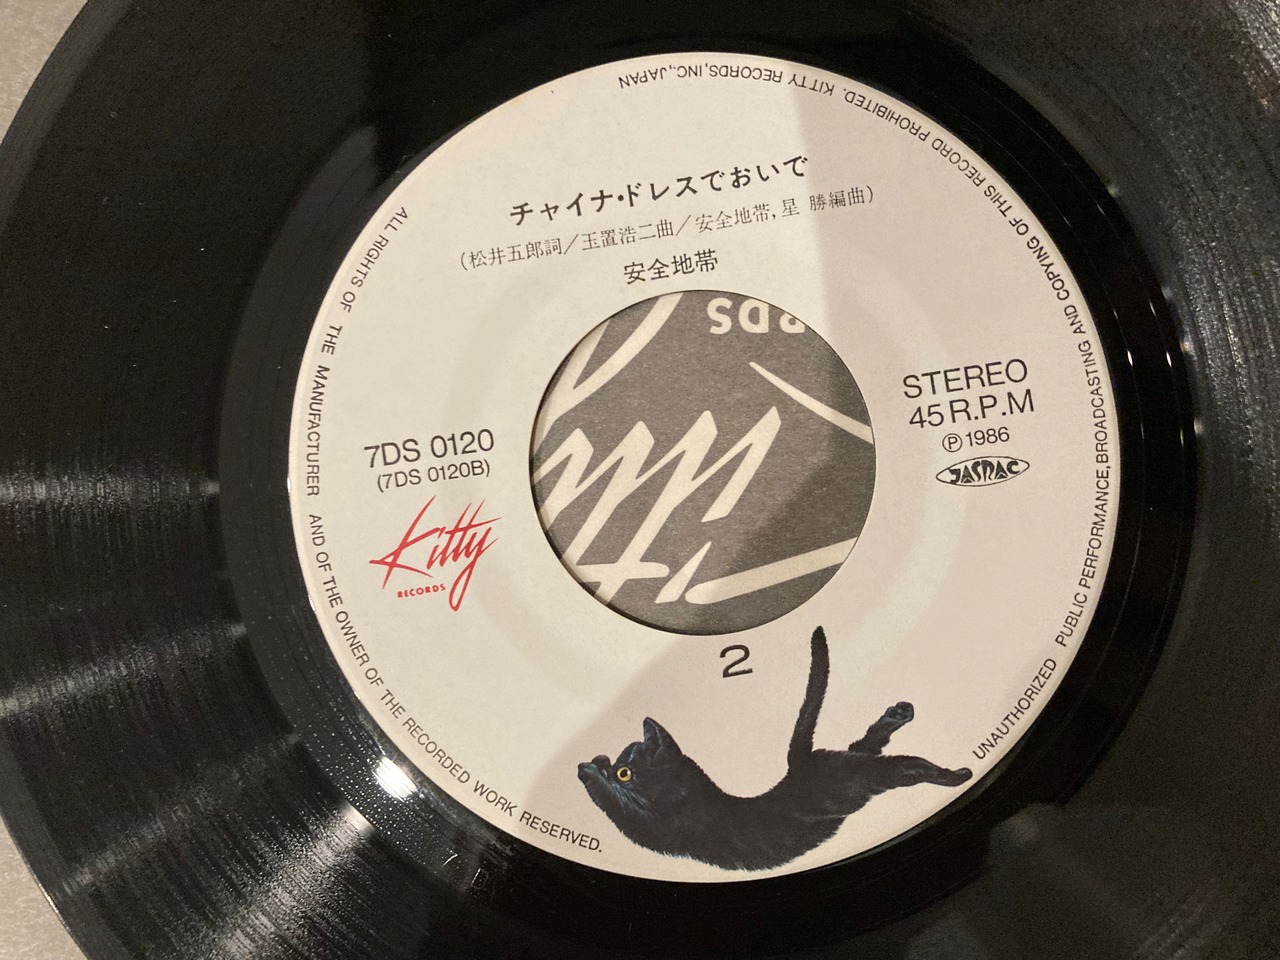 チャイナ・ドレスでおいで
(松井五郎詞/玉置浩二曲/安全地帯,星 勝編曲)
安全地帯
RDS
STEREO
45 R.P.M
Ⓟ 1986
JASRAC
7DS 0120
(7DS 0120B)
Kitty
RECORDS
2
ALL RIGHTS OF THE MANUFACTURER AND OF THE OWNER OF THE RECORDED WORK RESERVED.
UNAUTHORIZED PUBLIC PERFORMANCE,BROADCASTING AND COPYING OF THIS RECORD PROHIBITED. KITTY RECORDS,INC.,JAPAN